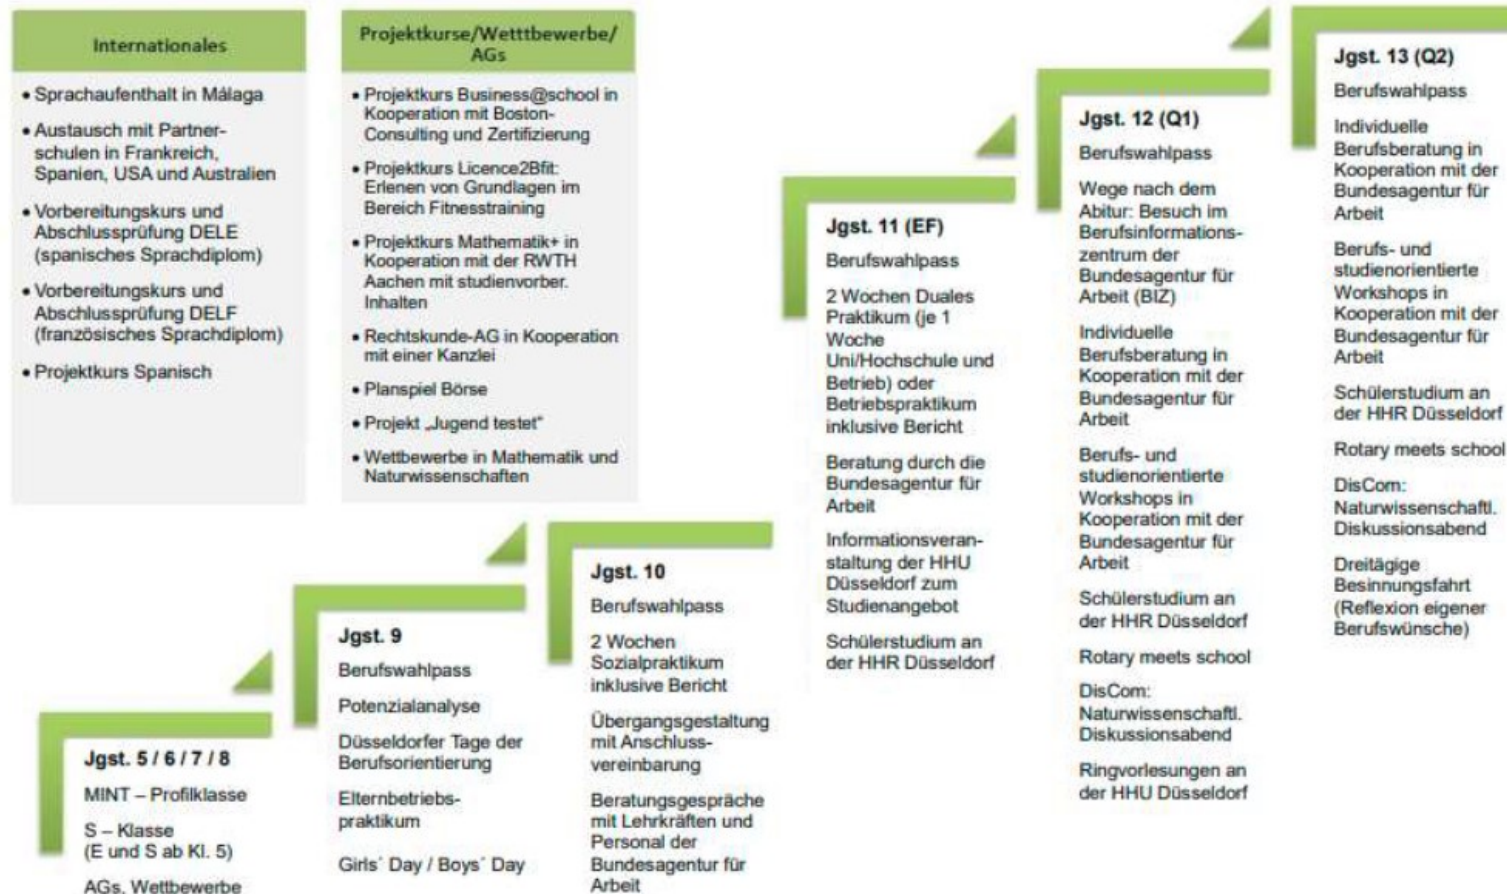 Internationales
• Sprachaufenthalt in Málaga
• Austausch mit Partner-
schulen in Frankreich,
Spanien, USA und Australien
• Vorbereitungskurs und
Abschlussprüfung DELE
(spanisches Sprachdiplom)
• Vorbereitungskurs und
Abschlussprüfung DELF
(französisches Sprachdiplom)
• Projektkurs Spanisch
Projektkurse/Wetttbewerbe/
AGs
• Projektkurs Business@school in
Kooperation mit Boston-
Consulting und Zertifizierung
• Projektkurs Licence2Bfit:
Erlenen von Grundlagen im
Bereich Fitnesstraining
• Projektkurs Mathematik+ in
Kooperation mit der RWTH
Aachen mit studienvorber.
Inhalten
• Rechtskunde-AG in Kooperation
mit einer Kanzlei
• Planspiel Börse
• Projekt „Jugend testet“
• Wettbewerbe in Mathematik und
Naturwissenschaften
Jgst. 5 / 6 / 7 / 8
MINT – Profilklasse
S – Klasse
(E und S ab Kl. 5)
AGs, Wettbewerbe
Jgst. 9
Berufswahlpass
Potenzialanalyse
Düsseldorfer Tage der
Berufsorientierung
Elternbetriebs-
praktikum
Girls´ Day / Boys´ Day
Jgst. 10
Berufswahlpass
2 Wochen
Sozialpraktikum
inklusive Bericht
Übergangsgestaltung
mit Anschluss-
vereinbarung
Beratungsgespräche
mit Lehrkräften und
Personal der
Bundesagentur für
Arbeit
Jgst. 11 (EF)
Berufswahlpass
2 Wochen Duales
Praktikum (je 1
Woche
Uni/Hochschule und
Betrieb) oder
Betriebspraktikum
inklusive Bericht
Beratung durch die
Bundesagentur für
Arbeit
Informationsveran-
staltung der HHU
Düsseldorf zum
Studienangebot
Schülerstudium an
der HHR Düsseldorf
Jgst. 12 (Q1)
Berufswahlpass
Wege nach dem
Abitur: Besuch im
Berufsinformations-
zentrum der
Bundesagentur für
Arbeit (BIZ)
Individuelle
Berufsberatung in
Kooperation mit der
Bundesagentur für
Arbeit
Berufs- und
studienorientierte
Workshops in
Kooperation mit der
Bundesagentur für
Arbeit
Schülerstudium an
der HHR Düsseldorf
Rotary meets school
DisCom:
Naturwissenschaftl.
Diskussionsabend
Ringvorlesungen an
der HHU Düsseldorf
Jgst. 13 (Q2)
Berufswahlpass
Individuelle
Berufsberatung in
Kooperation mit der
Bundesagentur für
Arbeit
Berufs- und
studienorientierte
Workshops in
Kooperation mit der
Bundesagentur für
Arbeit
Schülerstudium an
der HHR Düsseldorf
Rotary meets school
DisCom:
Naturwissenschaftl.
Diskussionsabend
Dreitägige
Besinnungsfahrt
(Reflexion eigener
Berufswünsche)